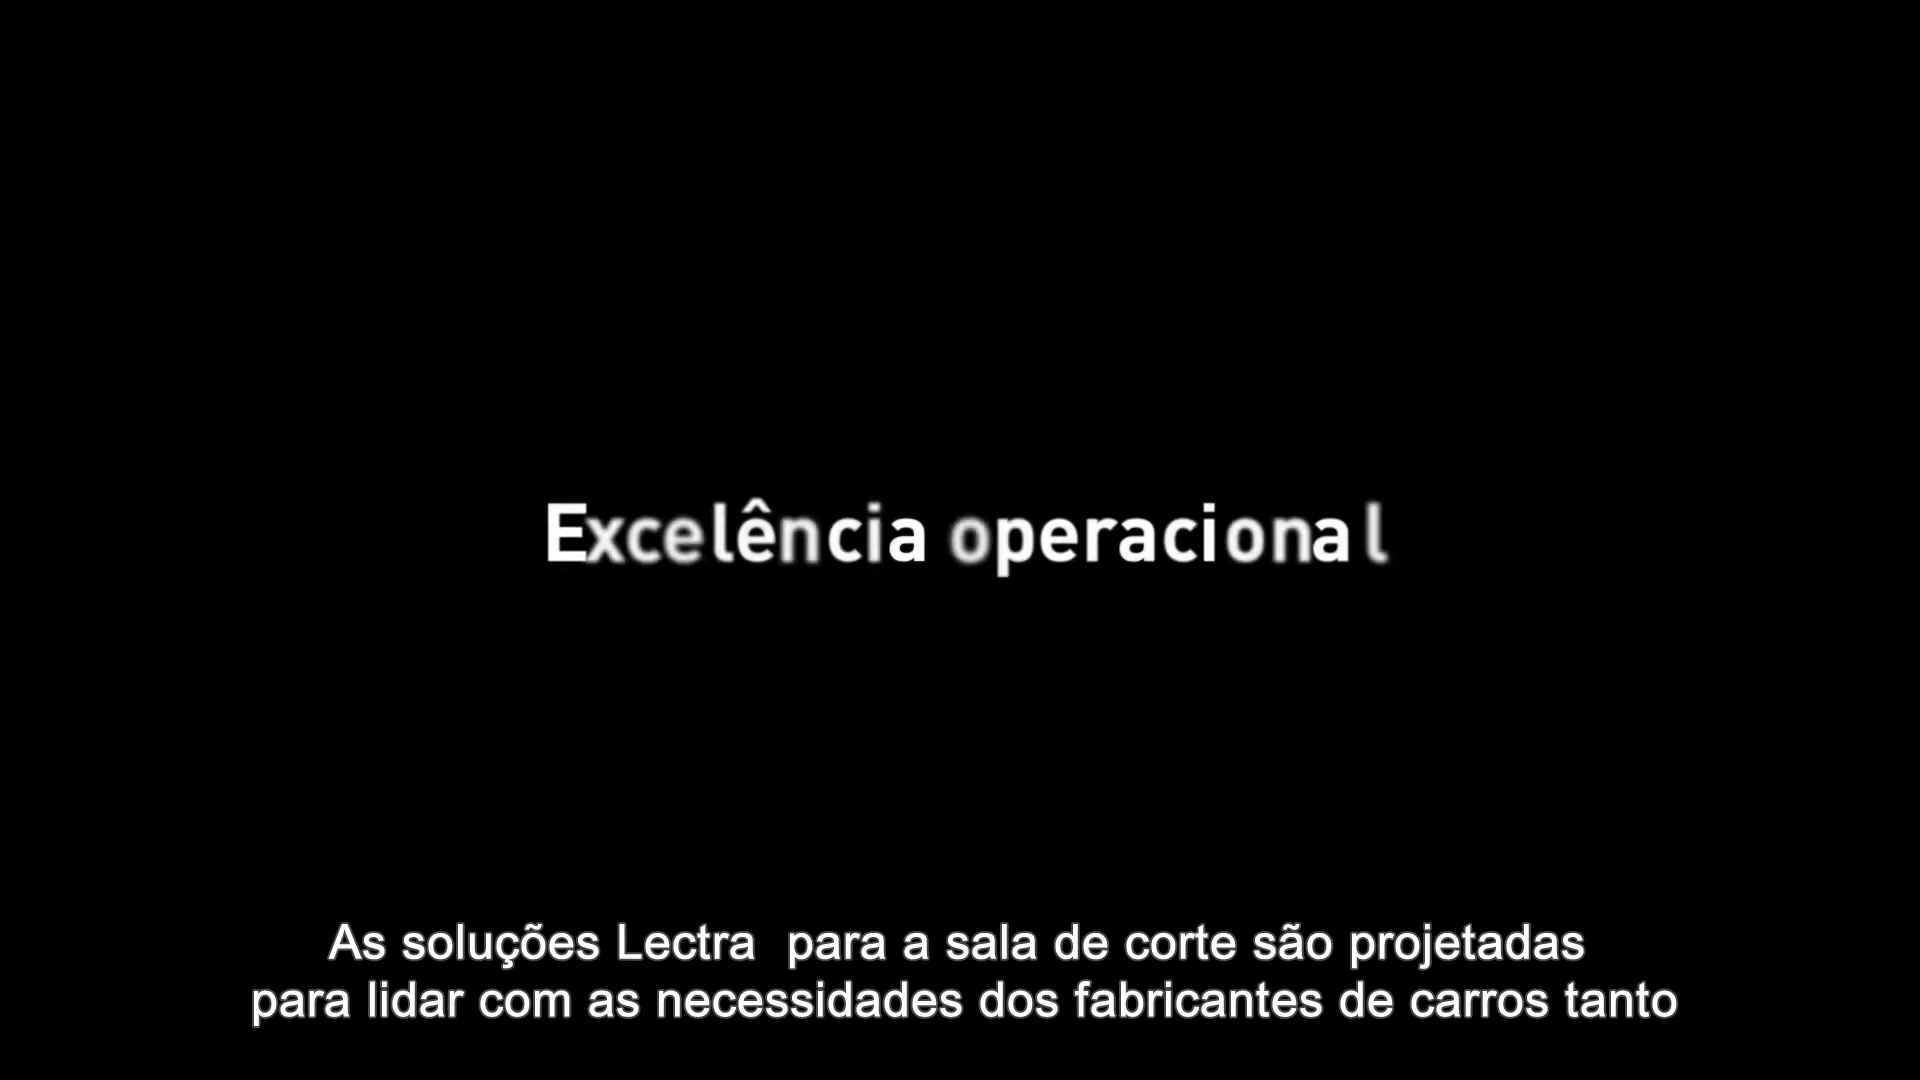 Excelência operacional
As soluções Lectra  para a sala de corte são projetadas
para lidar com as necessidades dos fabricantes de carros tanto